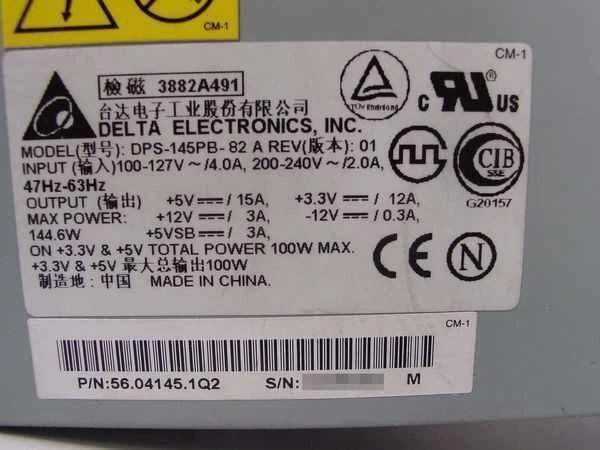 CM-1
CM-1
檢磁 3882A491
台达电子工业股份有限公司
DELTA ELECTRONICS, INC.
TÜV Rheinland
C UR US
MODEL(型号): DPS-145PB- 82 A REV(版本): 01
INPUT (输入)100-127V ～/4.0A, 200-240V ～/2.0A,
47Hz-63Hz
CIB
S&E
G20157
OUTPUT (输出) +5V⎓/ 15A, +3.3V⎓/ 12A,
MAX POWER: +12V⎓/ 3A, -12V⎓/ 0.3A,
144.6W +5VSB⎓/ 3A,
ON +3.3V & +5V TOTAL POWER 100W MAX.
+3.3V & +5V 最大总输出100W
制造地: 中国 MADE IN CHINA.
CE N
CM-1
P/N:56.04145.1Q2 S/N: M